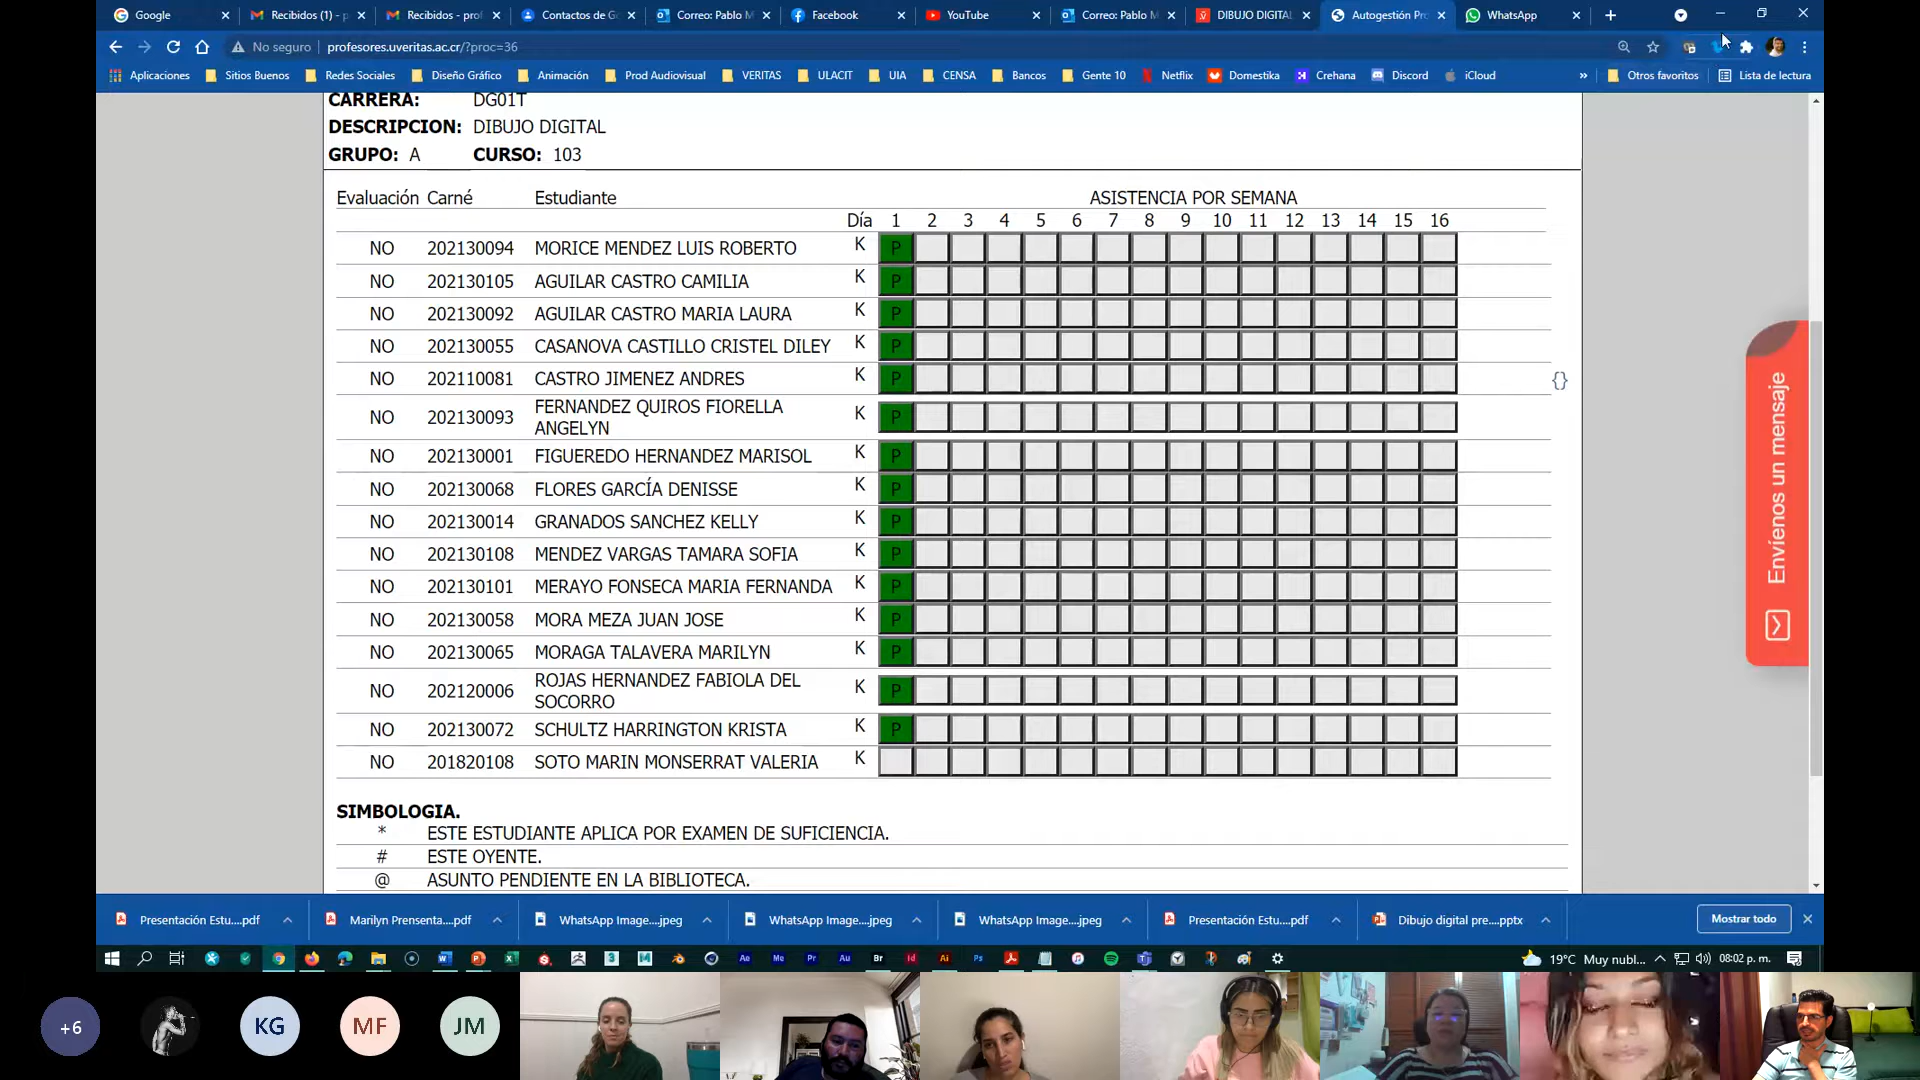 Google
Recibidos (1) - p
Recibidos - prof
Contactos de Go
Correo: Pablo M
Facebook
YouTube
Correo: Pablo M
DIBUJO DIGITAL
Autogestión Pro
WhatsApp
No seguro
profesores.uveritas.ac.cr/?proc=36
Aplicaciones
Sitios Buenos
Redes Sociales
Diseño Gráfico
Animación
Prod Audiovisual
VERITAS
ULACIT
UIA
CENSA
Bancos
Gente 10
Netflix
Domestika
Crehana
Discord
iCloud
»
Otros favoritos
Lista de lectura
CARRERA: DG01T
DESCRIPCION: DIBUJO DIGITAL
GRUPO: A CURSO: 103
Evaluación Carné Estudiante ASISTENCIA POR SEMANA
Día 1 2 3 4 5 6 7 8 9 10 11 12 13 14 15 16
NO 202130094 MORICE MENDEZ LUIS ROBERTO K P
NO 202130105 AGUILAR CASTRO CAMILIA K P
NO 202130092 AGUILAR CASTRO MARIA LAURA K P
NO 202130055 CASANOVA CASTILLO CRISTEL DILEY K P
NO 202110081 CASTRO JIMENEZ ANDRES K P
{}
NO 202130093 FERNANDEZ QUIROS FIORELLA
ANGELYN K P
NO 202130001 FIGUEREDO HERNANDEZ MARISOL K P
NO 202130068 FLORES GARCÍA DENISSE K P
NO 202130014 GRANADOS SANCHEZ KELLY K P
NO 202130108 MENDEZ VARGAS TAMARA SOFIA K P
NO 202130101 MERAYO FONSECA MARIA FERNANDA K P
NO 202130058 MORA MEZA JUAN JOSE K P
NO 202130065 MORAGA TALAVERA MARILYN K P
NO 202120006 ROJAS HERNANDEZ FABIOLA DEL
SOCORRO K P
NO 202130072 SCHULTZ HARRINGTON KRISTA K P
NO 201820108 SOTO MARIN MONSERRAT VALERIA K
Envíenos un mensaje
SIMBOLOGIA.
* ESTE ESTUDIANTE APLICA POR EXAMEN DE SUFICIENCIA.
# ESTE OYENTE.
@ ASUNTO PENDIENTE EN LA BIBLIOTECA.
Presentación Estu....pdf
Marilyn Prensenta....pdf
WhatsApp Image....jpeg
WhatsApp Image....jpeg
WhatsApp Image....jpeg
Presentación Estu....pdf
Dibujo digital pre....pptx
Mostrar todo
Ae Me Pr Au Br Id Ai Ps
19°C Muy nubl...
08:02 p. m.
+6
KG
MF
JM